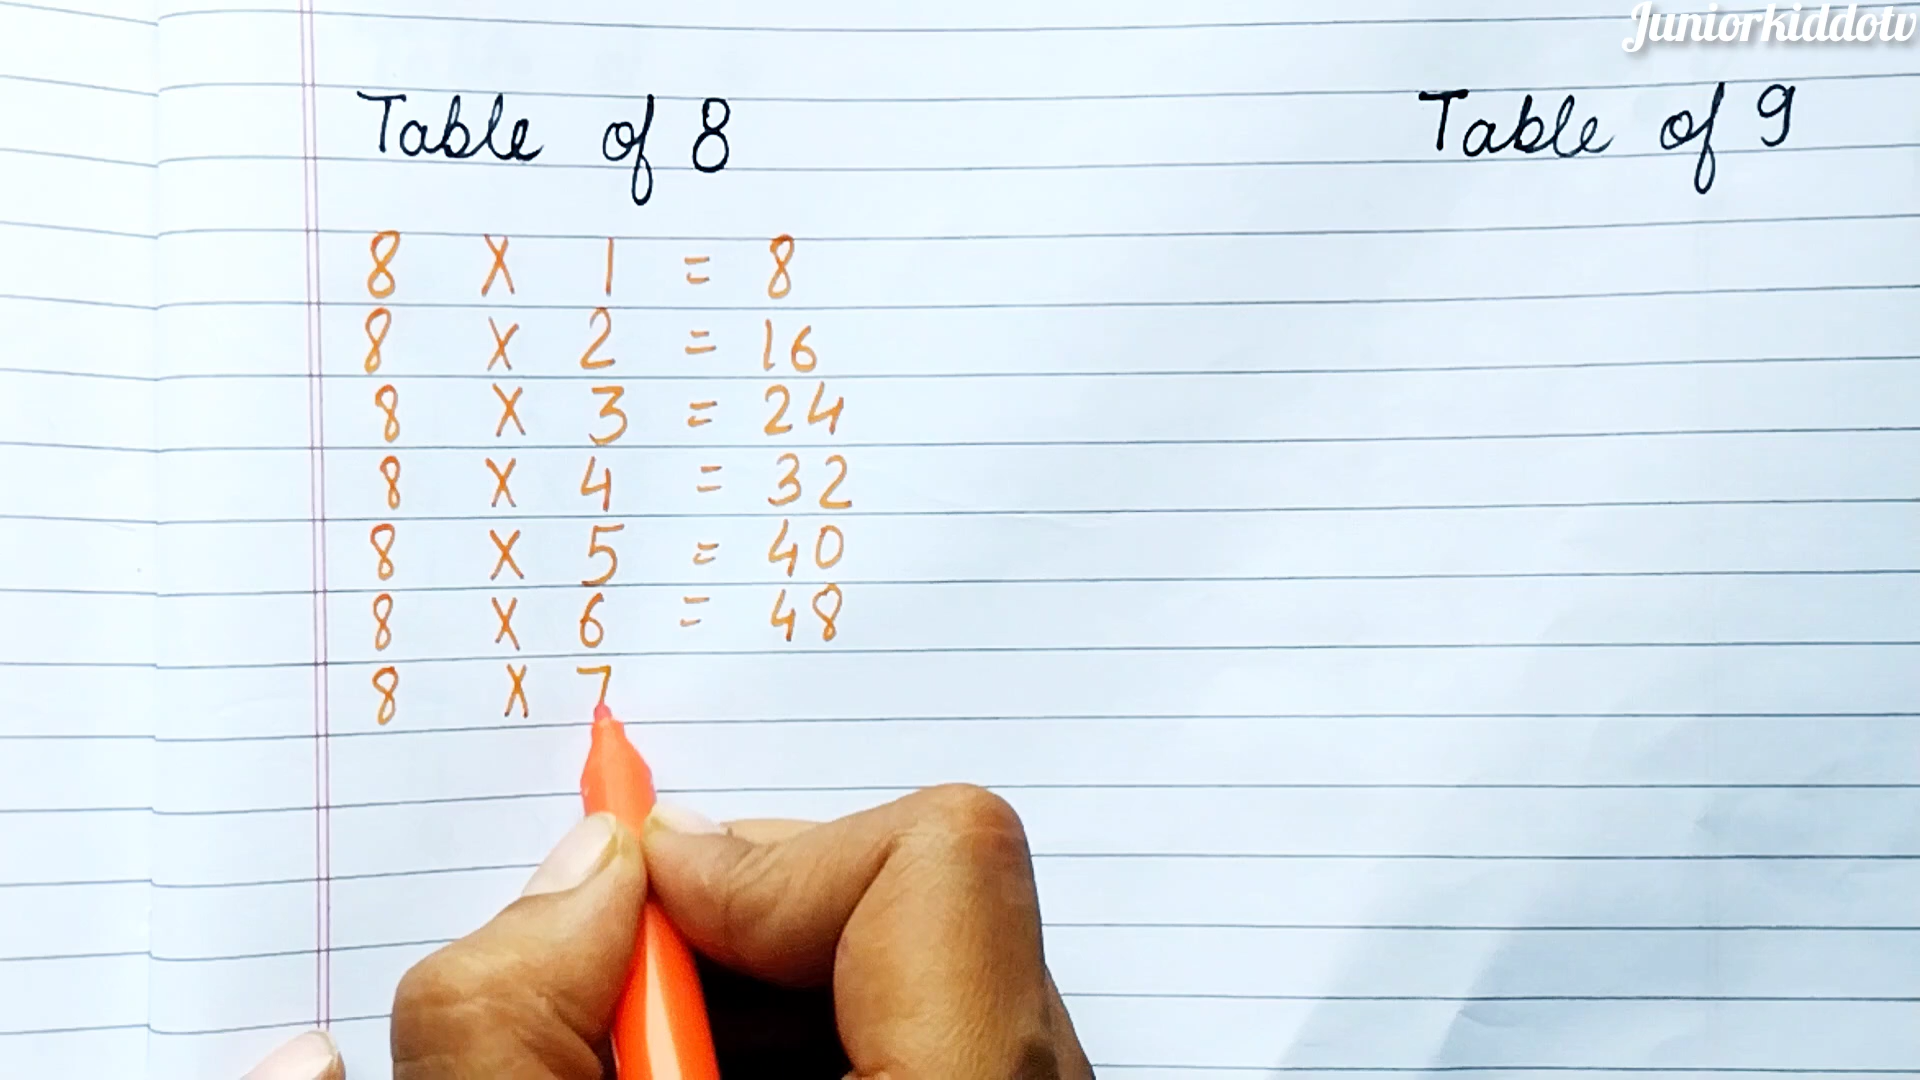 Juniorkiddotv
Table of 8
Table of 9
8 X 1 = 8
8 X 2 = 16
8 X 3 = 24
8 X 4 = 32
8 X 5 = 40
8 X 6 = 48
8 X 7